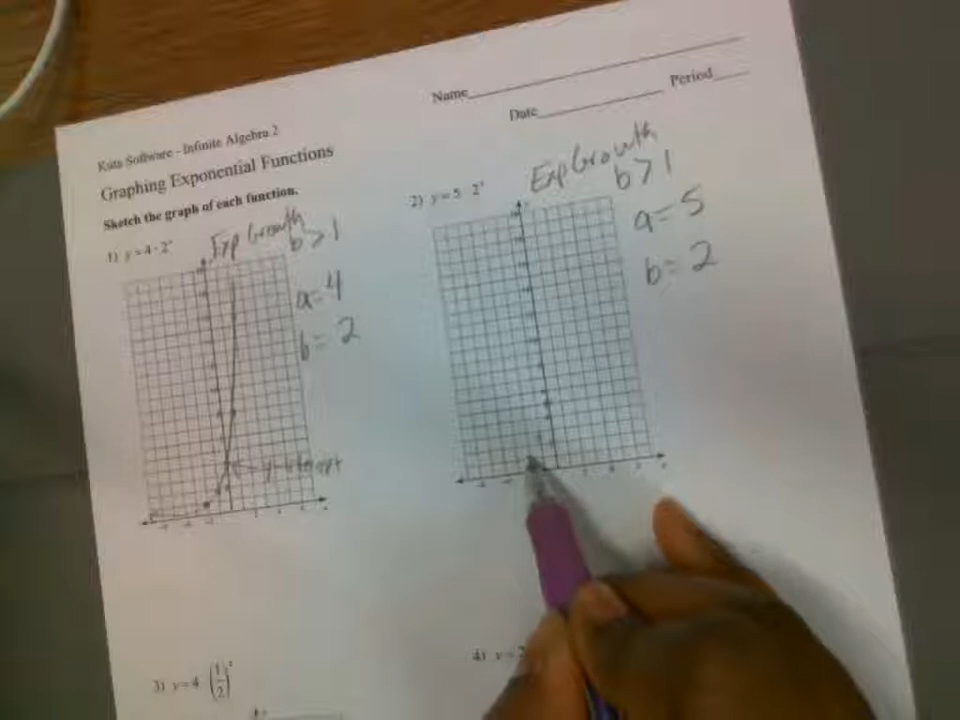 Name
Date Period
Kuta Software - Infinite Algebra 2
Graphing Exponential Functions
Sketch the graph of each function.
1) y = 4 · 2ˣ
Exp Growth
b > 1
a = 4
b = 2
y-intercept
2) y = 5 · 2ˣ
Exp Growth
b > 1
a = 5
b = 2
3) y = 4 · (1/2)ˣ
4) y = 2